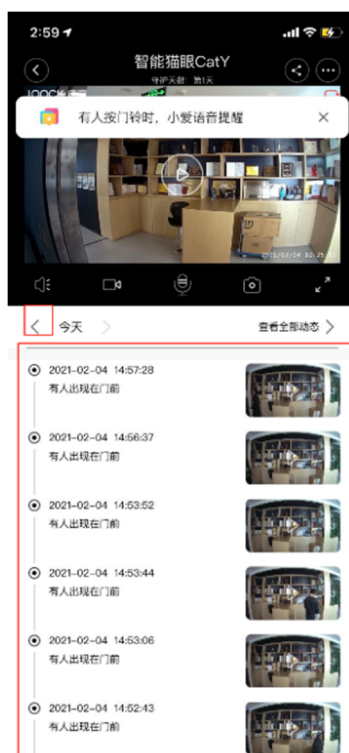 2:59
智能猫眼CatY
守护天数：第1天
有人按门铃时，小爱语音提醒
今天
查看全部动态
2021-02-04 14:57:28
有人出现在门前
2021-02-04 14:56:37
有人出现在门前
2021-02-04 14:53:52
有人出现在门前
2021-02-04 14:53:44
有人出现在门前
2021-02-04 14:53:06
有人出现在门前
2021-02-04 14:52:43
有人出现在门前